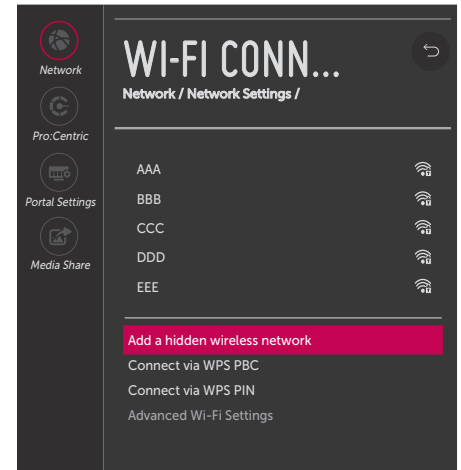 Network
Pro:Centric
Portal Settings
Media Share
WI-FI CONN...
Network / Network Settings /
AAA
BBB
CCC
DDD
EEE
Add a hidden wireless network
Connect via WPS PBC
Connect via WPS PIN
Advanced Wi-Fi Settings